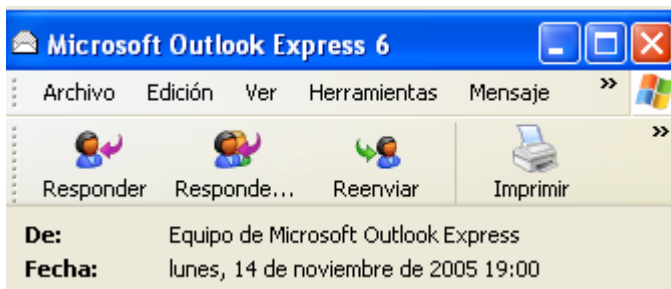 Microsoft Outlook Express 6
Archivo Edición Ver Herramientas Mensaje »
Responder Responde... Reenviar Imprimir »
De: Equipo de Microsoft Outlook Express
Fecha: lunes, 14 de noviembre de 2005 19:00